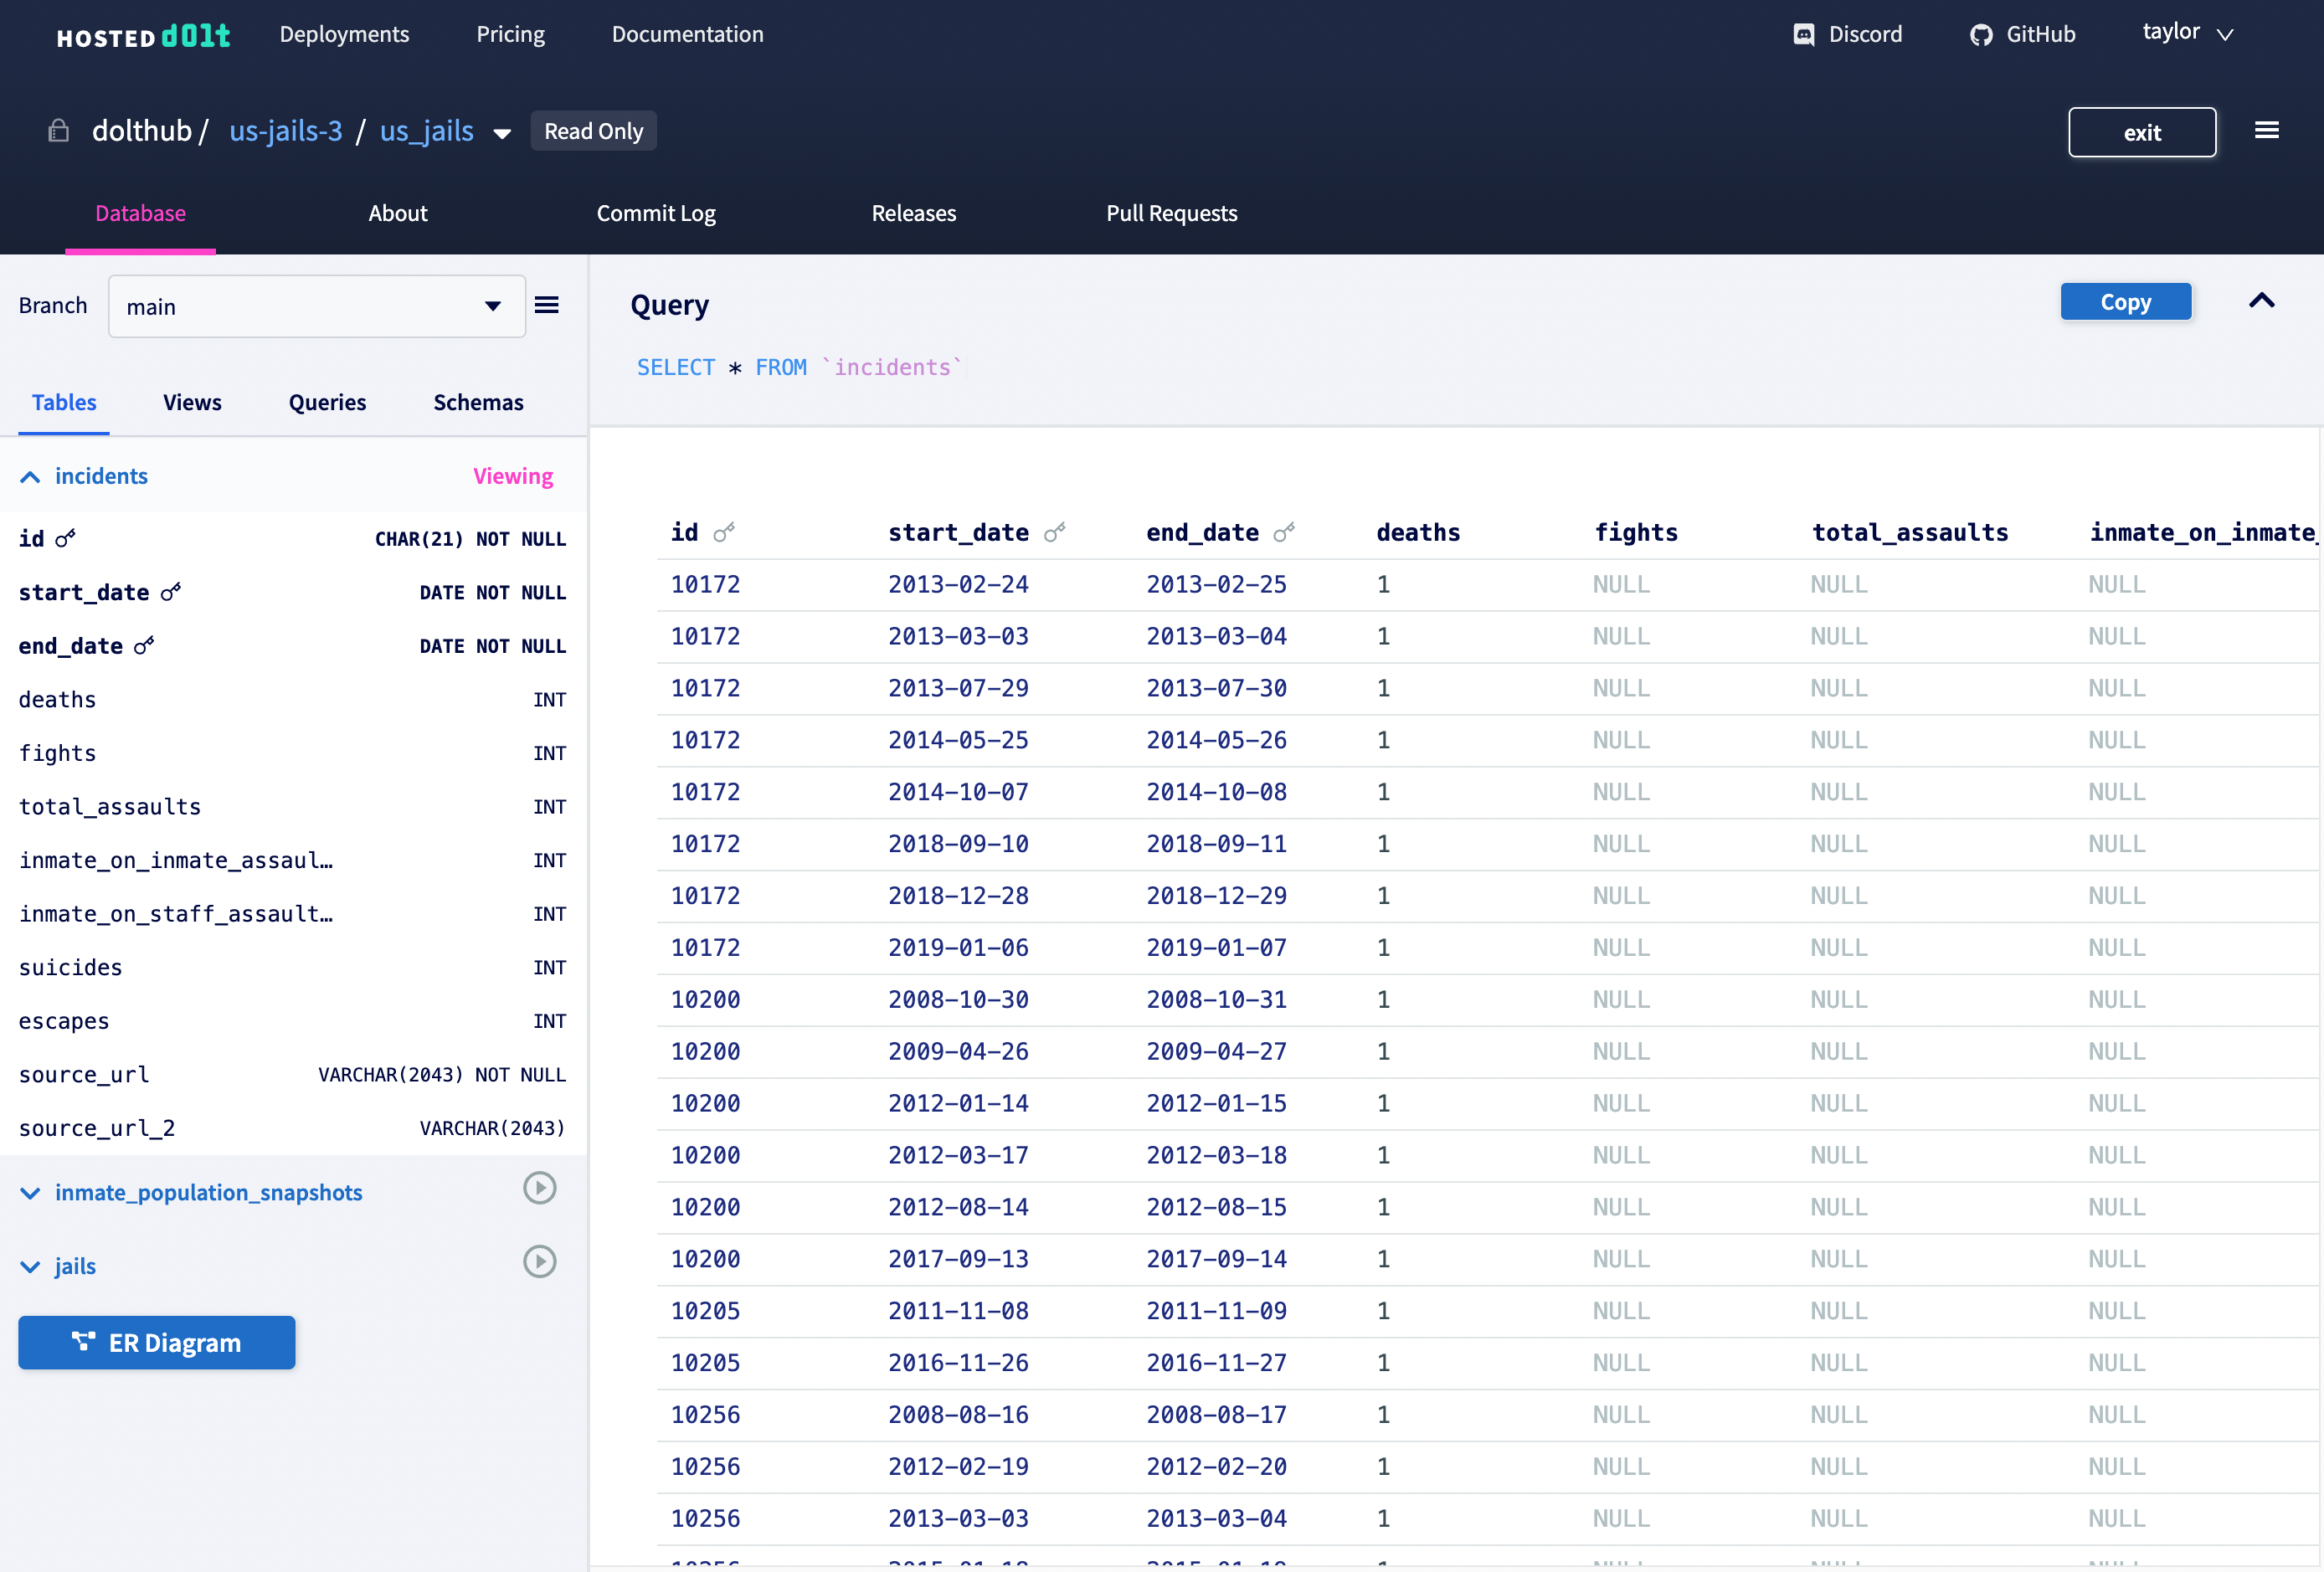 HOSTED dolt Deployments Pricing Documentation Discord GitHub taylor
dolthub / us-jails-3 / us_jails Read Only exit
Database About Commit Log Releases Pull Requests
Branch main
Tables Views Queries Schemas
incidents Viewing
id CHAR(21) NOT NULL
start_date DATE NOT NULL
end_date DATE NOT NULL
deaths INT
fights INT
total_assaults INT
inmate_on_inmate_assaul… INT
inmate_on_staff_assault… INT
suicides INT
escapes INT
source_url VARCHAR(2043) NOT NULL
source_url_2 VARCHAR(2043)
inmate_population_snapshots
jails
ER Diagram
Query Copy
SELECT * FROM `incidents`
id start_date end_date deaths fights total_assaults inmate_on_inmate_
10172 2013-02-24 2013-02-25 1 NULL NULL NULL
10172 2013-03-03 2013-03-04 1 NULL NULL NULL
10172 2013-07-29 2013-07-30 1 NULL NULL NULL
10172 2014-05-25 2014-05-26 1 NULL NULL NULL
10172 2014-10-07 2014-10-08 1 NULL NULL NULL
10172 2018-09-10 2018-09-11 1 NULL NULL NULL
10172 2018-12-28 2018-12-29 1 NULL NULL NULL
10172 2019-01-06 2019-01-07 1 NULL NULL NULL
10200 2008-10-30 2008-10-31 1 NULL NULL NULL
10200 2009-04-26 2009-04-27 1 NULL NULL NULL
10200 2012-01-14 2012-01-15 1 NULL NULL NULL
10200 2012-03-17 2012-03-18 1 NULL NULL NULL
10200 2012-08-14 2012-08-15 1 NULL NULL NULL
10200 2017-09-13 2017-09-14 1 NULL NULL NULL
10205 2011-11-08 2011-11-09 1 NULL NULL NULL
10205 2016-11-26 2016-11-27 1 NULL NULL NULL
10256 2008-08-16 2008-08-17 1 NULL NULL NULL
10256 2012-02-19 2012-02-20 1 NULL NULL NULL
10256 2013-03-03 2013-03-04 1 NULL NULL NULL